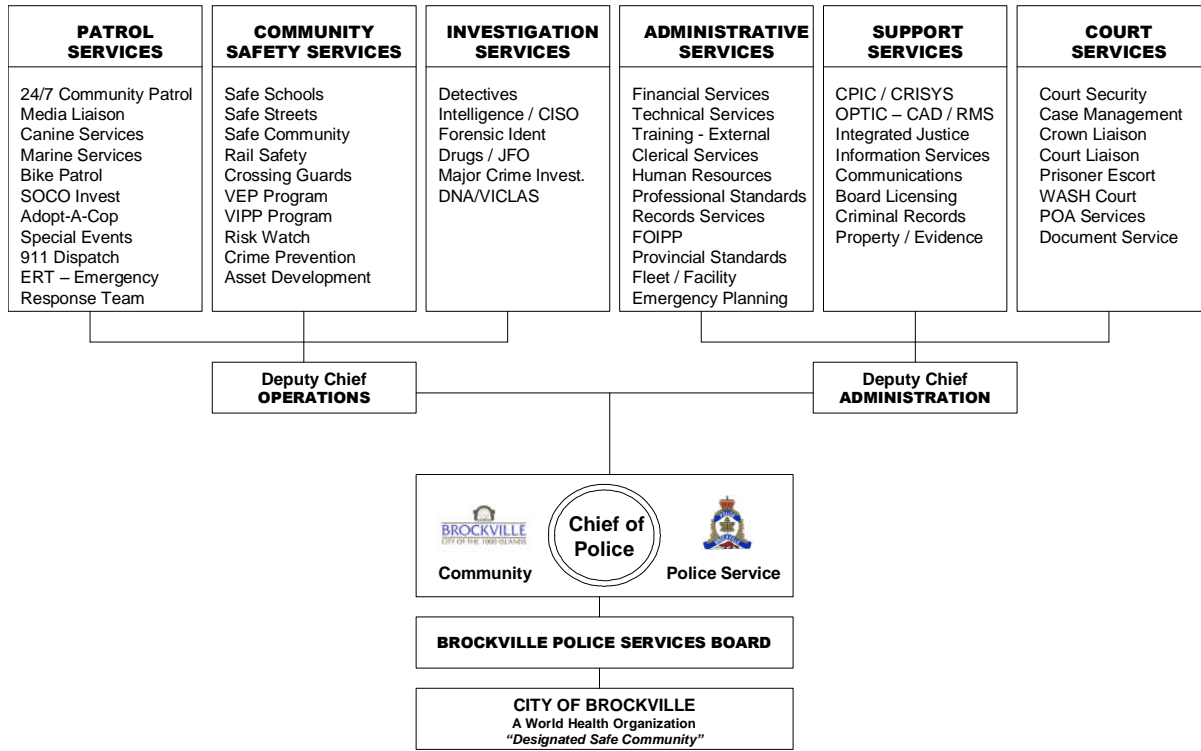 PATROL
SERVICES
24/7 Community Patrol
Media Liaison
Canine Services
Marine Services
Bike Patrol
SOCO Invest
Adopt-A-Cop
Special Events
911 Dispatch
ERT – Emergency
Response Team
COMMUNITY
SAFETY SERVICES
Safe Schools
Safe Streets
Safe Community
Rail Safety
Crossing Guards
VEP Program
VIPP Program
Risk Watch
Crime Prevention
Asset Development
INVESTIGATION
SERVICES
Detectives
Intelligence / CISO
Forensic Ident
Drugs / JFO
Major Crime Invest.
DNA/VICLAS
ADMINISTRATIVE
SERVICES
Financial Services
Technical Services
Training - External
Clerical Services
Human Resources
Professional Standards
Records Services
FOIPP
Provincial Standards
Fleet / Facility
Emergency Planning
SUPPORT
SERVICES
CPIC / CRISYS
OPTIC – CAD / RMS
Integrated Justice
Information Services
Communications
Board Licensing
Criminal Records
Property / Evidence
COURT
SERVICES
Court Security
Case Management
Crown Liaison
Court Liaison
Prisoner Escort
WASH Court
POA Services
Document Service
Deputy Chief
OPERATIONS
Deputy Chief
ADMINISTRATION
BROCKVILLE
CITY OF THE 1000 ISLANDS
Community
Chief of
Police
POLICE
BROCKVILLE
Police Service
BROCKVILLE POLICE SERVICES BOARD
CITY OF BROCKVILLE
A World Health Organization
“Designated Safe Community”